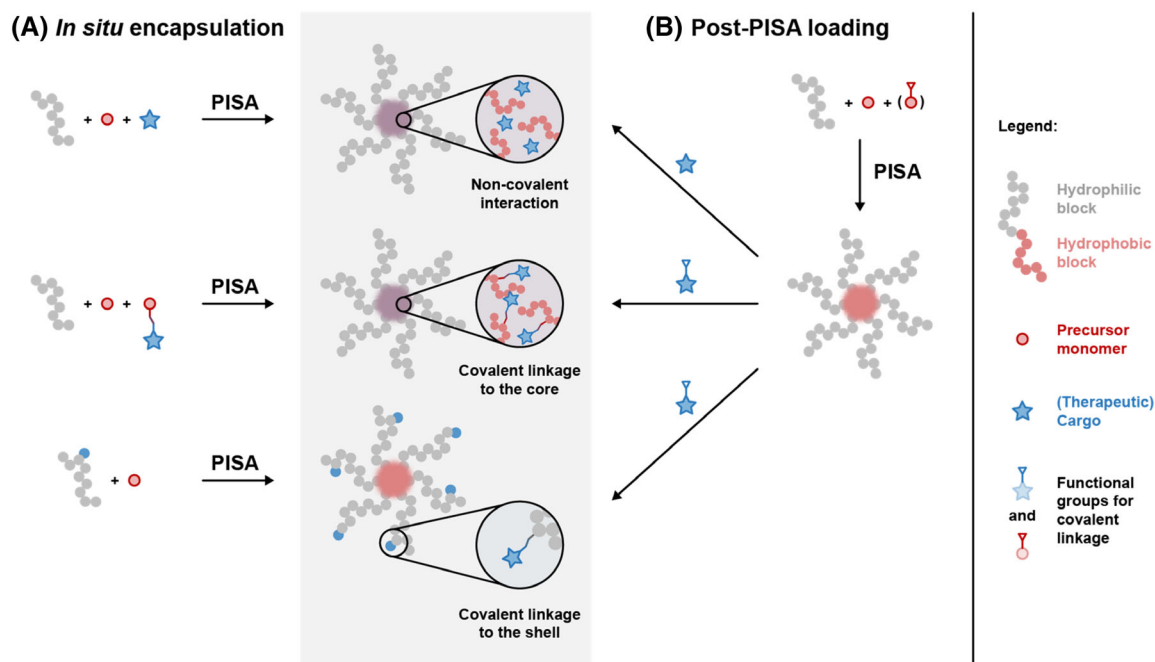 (A) In situ encapsulation
+
+
PISA
Non-covalent
interaction
+
+
PISA
Covalent linkage
to the core
+
PISA
Covalent linkage
to the shell
(B) Post-PISA loading
+
+ ( )
PISA
Legend:
Hydrophilic
block
Hydrophobic
block
Precursor
monomer
(Therapeutic)
Cargo
and
Functional
groups for
covalent
linkage